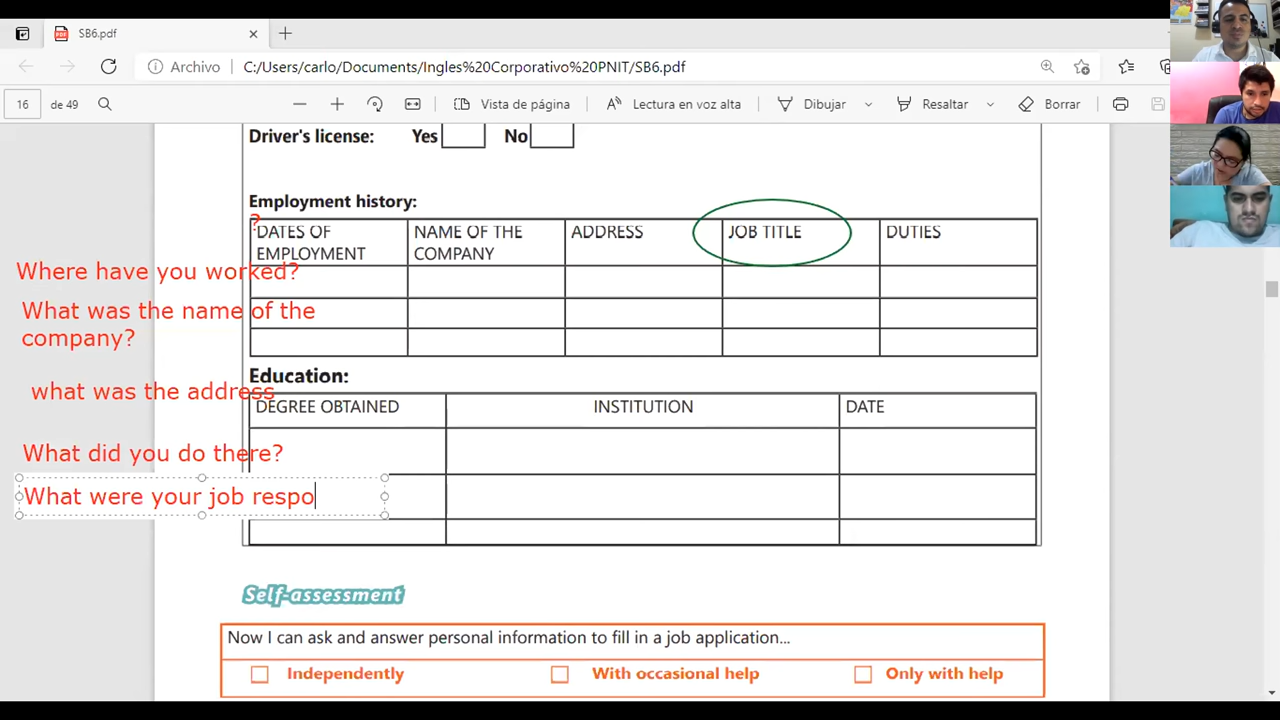 SB6.pdf
Archivo
C:/Users/carlo/Documents/Ingles%20Corporativo%20PNIT/SB6.pdf
16
de 49
Vista de página
Lectura en voz alta
Dibujar
Resaltar
Borrar
Driver's license: Yes No
Employment history:
?
DATES OF EMPLOYMENT
NAME OF THE COMPANY
ADDRESS
JOB TITLE
DUTIES
Where have you worked?
What was the name of the
company?
Education:
what was the address
DEGREE OBTAINED
INSTITUTION
DATE
What did you do there?
What were your job respo
Self-assessment
Now I can ask and answer personal information to fill in a job application...
Independently
With occasional help
Only with help